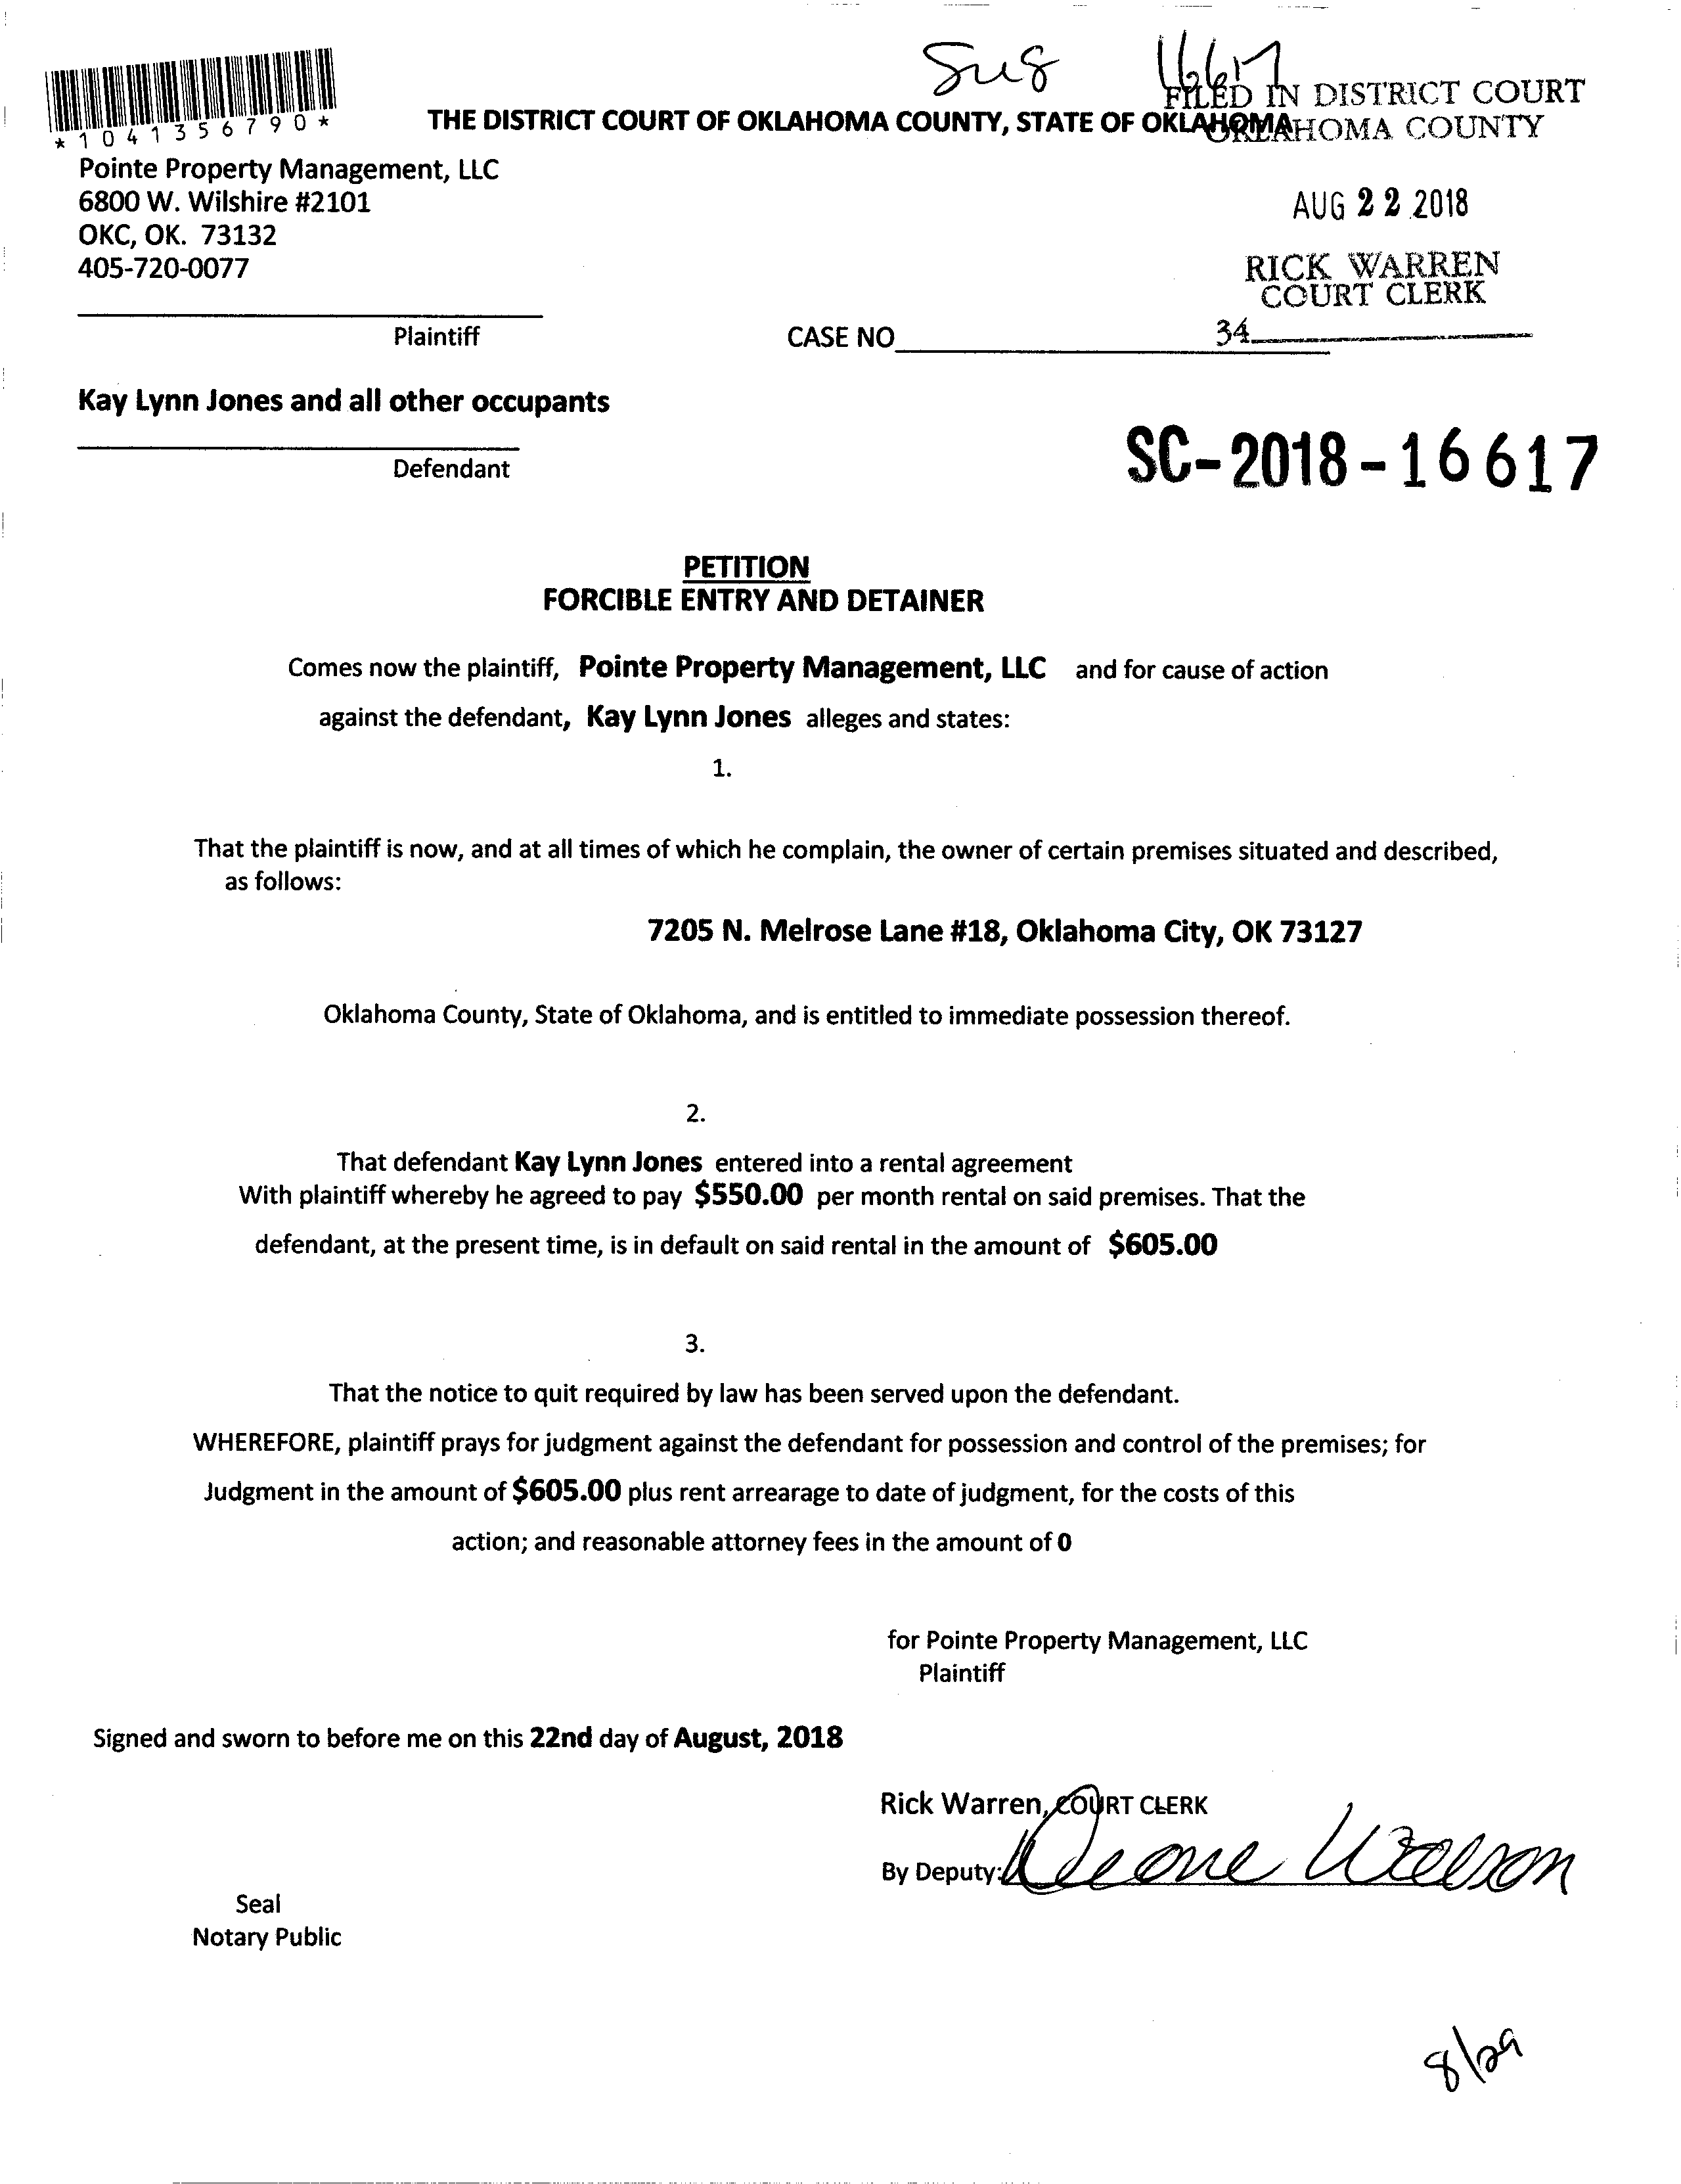 16617
FILED IN DISTRICT COURT
OKLAHOMA COUNTY
*1041356790*
THE DISTRICT COURT OF OKLAHOMA COUNTY, STATE OF OKLAHOMA
Pointe Property Management, LLC
6800 W. Wilshire #2101
OKC, OK. 73132
405-720-0077
AUG 22 2018
RICK WARREN
COURT CLERK
Plaintiff
CASE NO
34
Kay Lynn Jones and all other occupants
Defendant
SC-2018-16617
PETITION
FORCIBLE ENTRY AND DETAINER
Comes now the plaintiff, Pointe Property Management, LLC and for cause of action
against the defendant, Kay Lynn Jones alleges and states:
1.
That the plaintiff is now, and at all times of which he complain, the owner of certain premises situated and described,
as follows:
7205 N. Melrose Lane #18, Oklahoma City, OK 73127
Oklahoma County, State of Oklahoma, and is entitled to immediate possession thereof.
2.
That defendant Kay Lynn Jones entered into a rental agreement
With plaintiff whereby he agreed to pay $550.00 per month rental on said premises. That the
defendant, at the present time, is in default on said rental in the amount of $605.00
3.
That the notice to quit required by law has been served upon the defendant.
WHEREFORE, plaintiff prays for judgment against the defendant for possession and control of the premises; for
Judgment in the amount of $605.00 plus rent arrearage to date of judgment, for the costs of this
action; and reasonable attorney fees in the amount of 0
for Pointe Property Management, LLC
Plaintiff
Signed and sworn to before me on this 22nd day of August, 2018
Rick Warren, COURT CLERK
By Deputy:
Seal
Notary Public
8/29